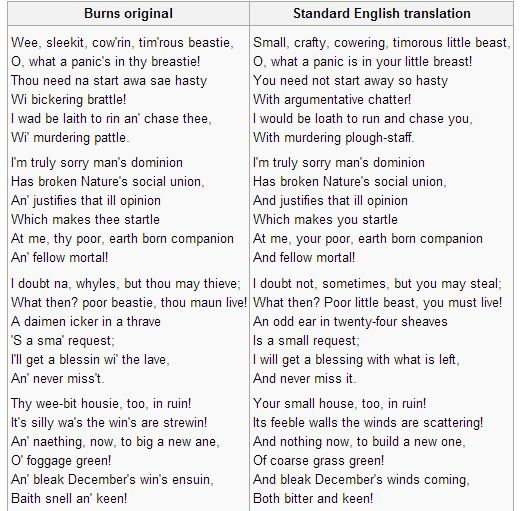 Burns original
Standard English translation
Wee, sleekit, cow'rin, tim'rous beastie,
O, what a panic's in thy breastie!
Thou need na start awa sae hasty
Wi bickering brattle!
I wad be laith to rin an' chase thee,
Wi' murdering pattle.
I'm truly sorry man's dominion
Has broken Nature's social union,
An' justifies that ill opinion
Which makes thee startle
At me, thy poor, earth born companion
An' fellow mortal!
I doubt na, whyles, but thou may thieve;
What then? poor beastie, thou maun live!
A daimen icker in a thrave
'S a sma' request;
I'll get a blessin wi' the lave,
An' never miss't.
Thy wee-bit housie, too, in ruin!
It's silly wa's the win's are strewin!
An' naething, now, to big a new ane,
O' foggage green!
An' bleak December's win's ensuin,
Baith snell an' keen!
Small, crafty, cowering, timorous little beast,
O, what a panic is in your little breast!
You need not start away so hasty
With argumentative chatter!
I would be loath to run and chase you,
With murdering plough-staff.
I'm truly sorry man's dominion
Has broken Nature's social union,
And justifies that ill opinion
Which makes you startle
At me, your poor, earth born companion
And fellow mortal!
I doubt not, sometimes, but you may steal;
What then? Poor little beast, you must live!
An odd ear in twenty-four sheaves
Is a small request;
I will get a blessing with what is left,
And never miss it.
Your small house, too, in ruin!
Its feeble walls the winds are scattering!
And nothing now, to build a new one,
Of coarse grass green!
And bleak December's winds coming,
Both bitter and keen!